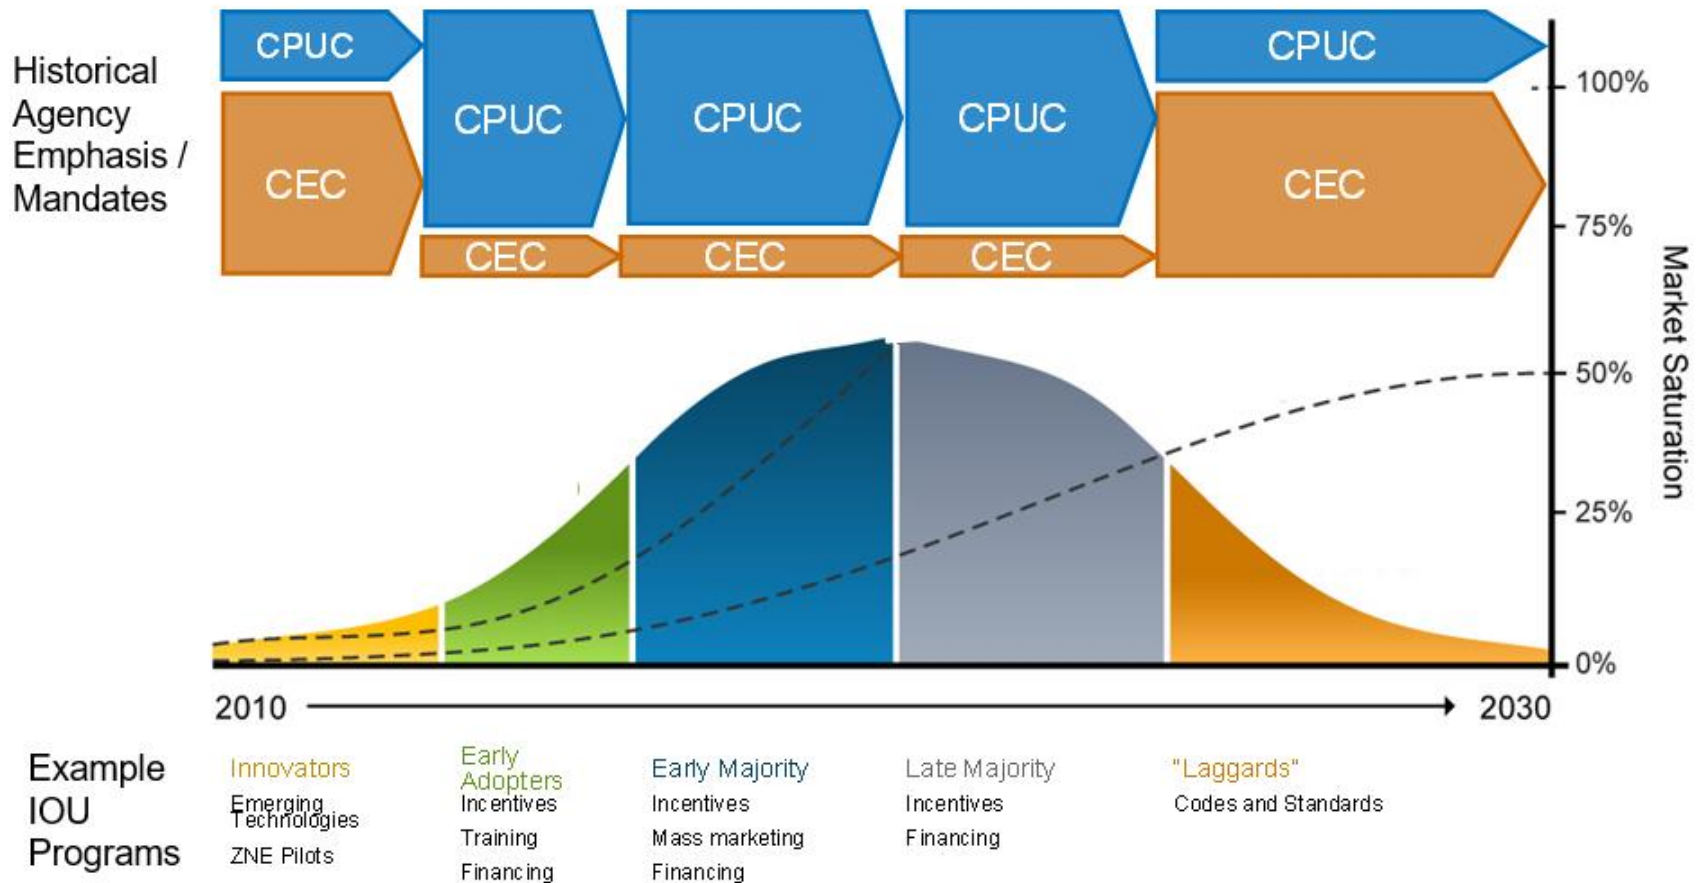 Historical
Agency
Emphasis /
Mandates
CPUC
CPUC
CPUC
CPUC
CPUC
CEC
CEC
CEC
CEC
CEC
100%
75%
50%
25%
0%
Market Saturation
2010
2030
Example
IOU
Programs
Innovators
Emerging
Technologies
ZNE Pilots
Early
Adopters
Incentives
Training
Financing
Early Majority
Incentives
Mass marketing
Financing
Late Majority
Incentives
Financing
"Laggards"
Codes and Standards